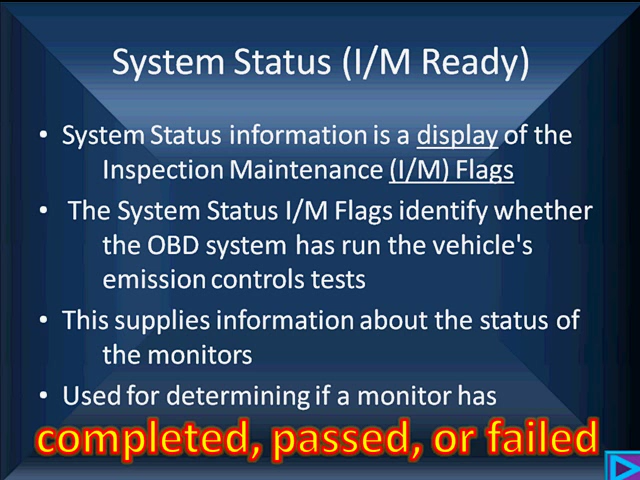 System Status (I/M Ready)
• System Status information is a display of the
Inspection Maintenance (I/M) Flags
• The System Status I/M Flags identify whether
the OBD system has run the vehicle's
emission controls tests
• This supplies information about the status of
the monitors
• Used for determining if a monitor has
completed, passed, or failed